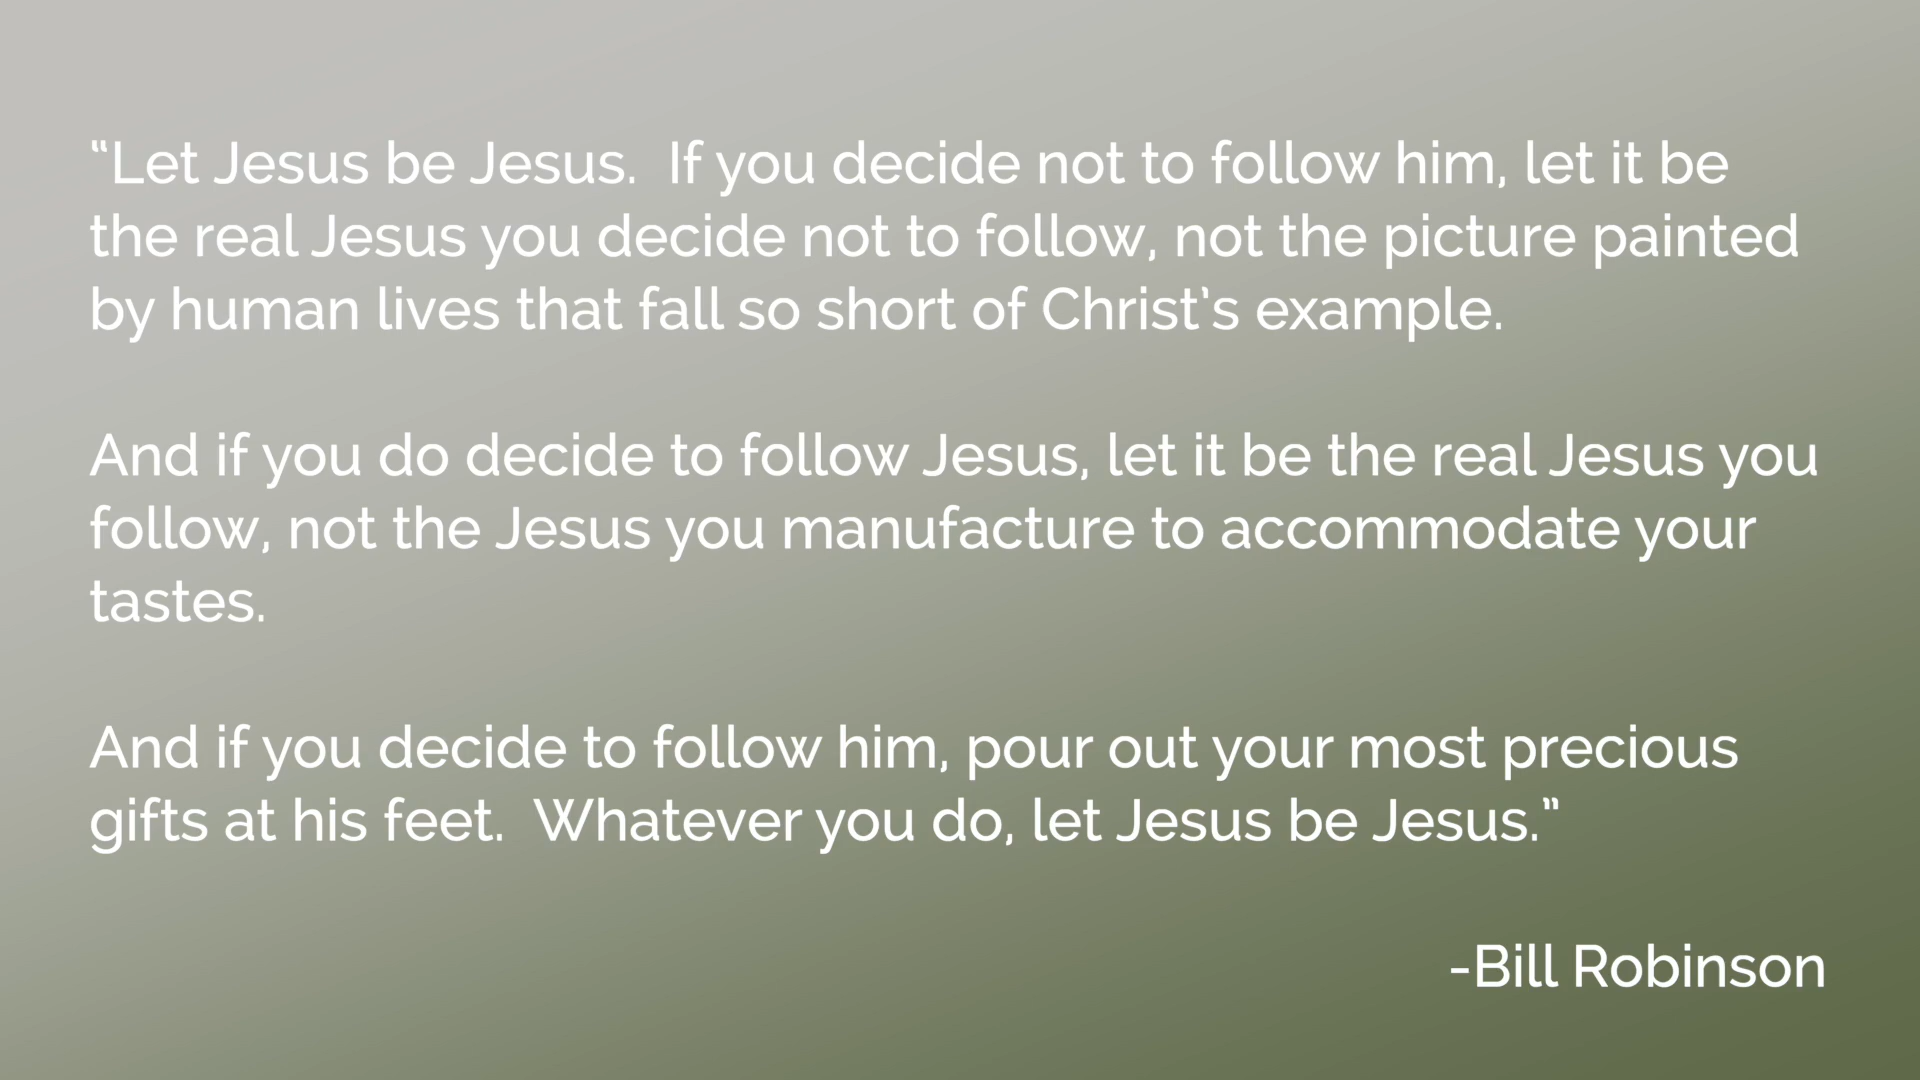 “Let Jesus be Jesus.  If you decide not to follow him, let it be
the real Jesus you decide not to follow, not the picture painted
by human lives that fall so short of Christ’s example.
And if you do decide to follow Jesus, let it be the real Jesus you
follow, not the Jesus you manufacture to accommodate your
tastes.
And if you decide to follow him, pour out your most precious
gifts at his feet.  Whatever you do, let Jesus be Jesus.”
-Bill Robinson